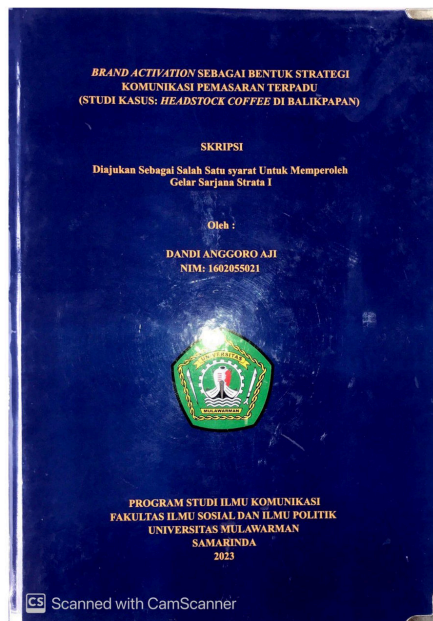 BRAND ACTIVATION SEBAGAI BENTUK STRATEGI
KOMUNIKASI PEMASARAN TERPADU
(STUDI KASUS: HEADSTOCK COFFEE DI BALIKPAPAN)
SKRIPSI
Diajukan Sebagai Salah Satu syarat Untuk Memperoleh
Gelar Sarjana Strata I
Oleh :
DANDI ANGGORO AJI
NIM: 1602055021
UNIVERSITAS
MULAWARMAN
PROGRAM STUDI ILMU KOMUNIKASI
FAKULTAS ILMU SOSIAL DAN ILMU POLITIK
UNIVERSITAS MULAWARMAN
SAMARINDA
2023
CS Scanned with CamScanner